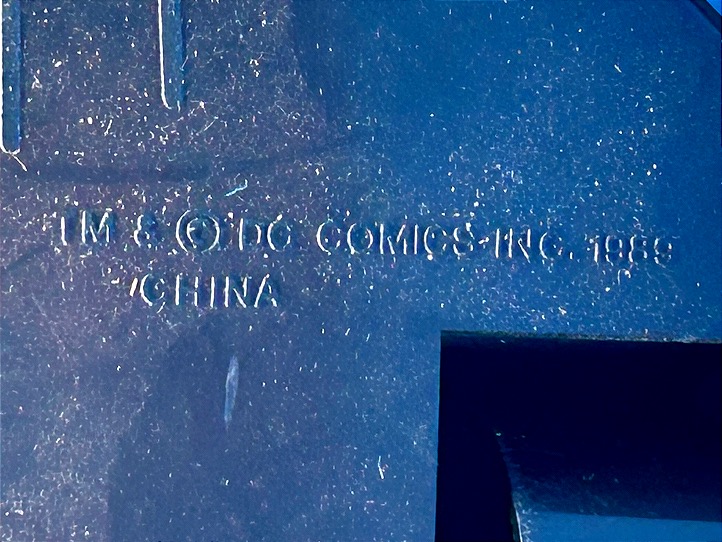 TM & © DC COMICS INC. 1989
CHINA